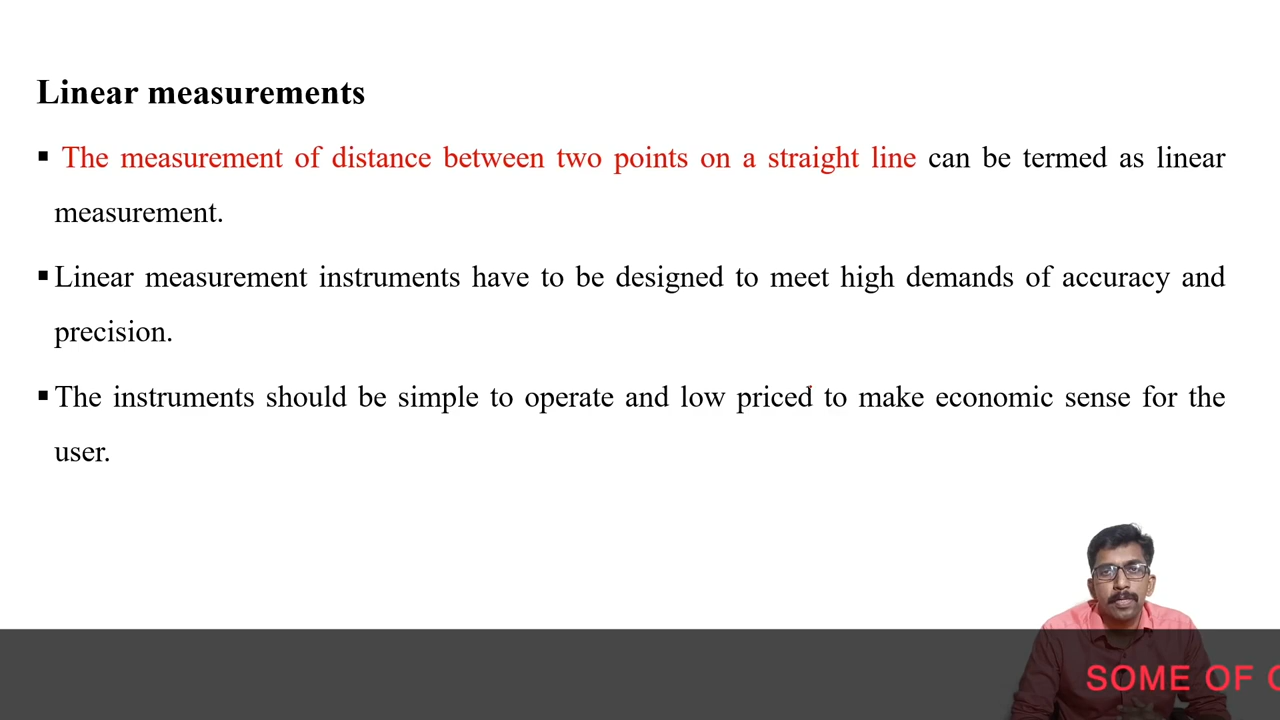 Linear measurements
▪ The measurement of distance between two points on a straight line can be termed as linear
measurement.
▪ Linear measurement instruments have to be designed to meet high demands of accuracy and
precision.
▪ The instruments should be simple to operate and low priced to make economic sense for the
user.
SOME OF